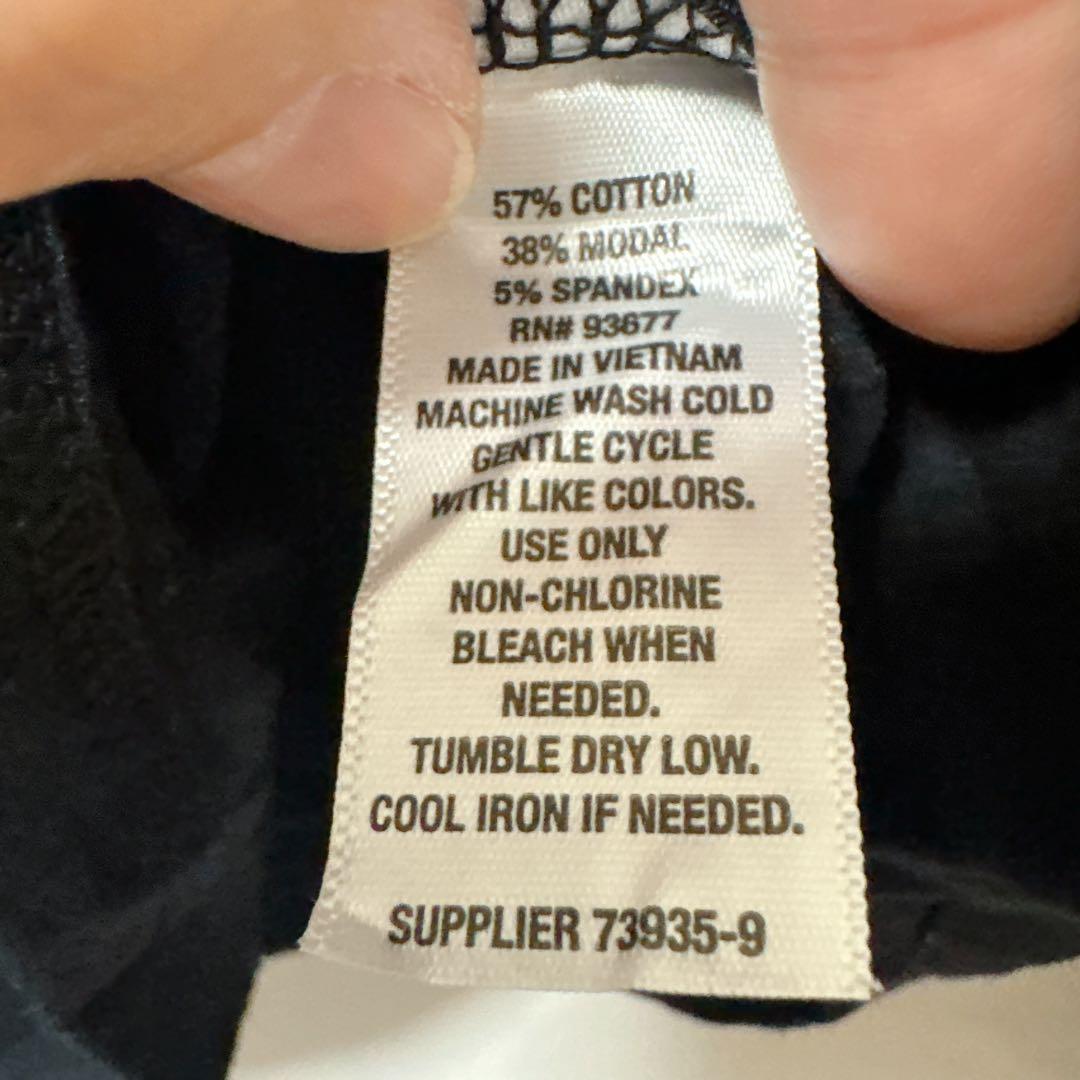 57% COTTON
38% MODAL
5% SPANDEX
RN# 93677
MADE IN VIETNAM
MACHINE WASH COLD
GENTLE CYCLE
WITH LIKE COLORS.
USE ONLY
NON-CHLORINE
BLEACH WHEN
NEEDED.
TUMBLE DRY LOW.
COOL IRON IF NEEDED.
SUPPLIER 73935-9